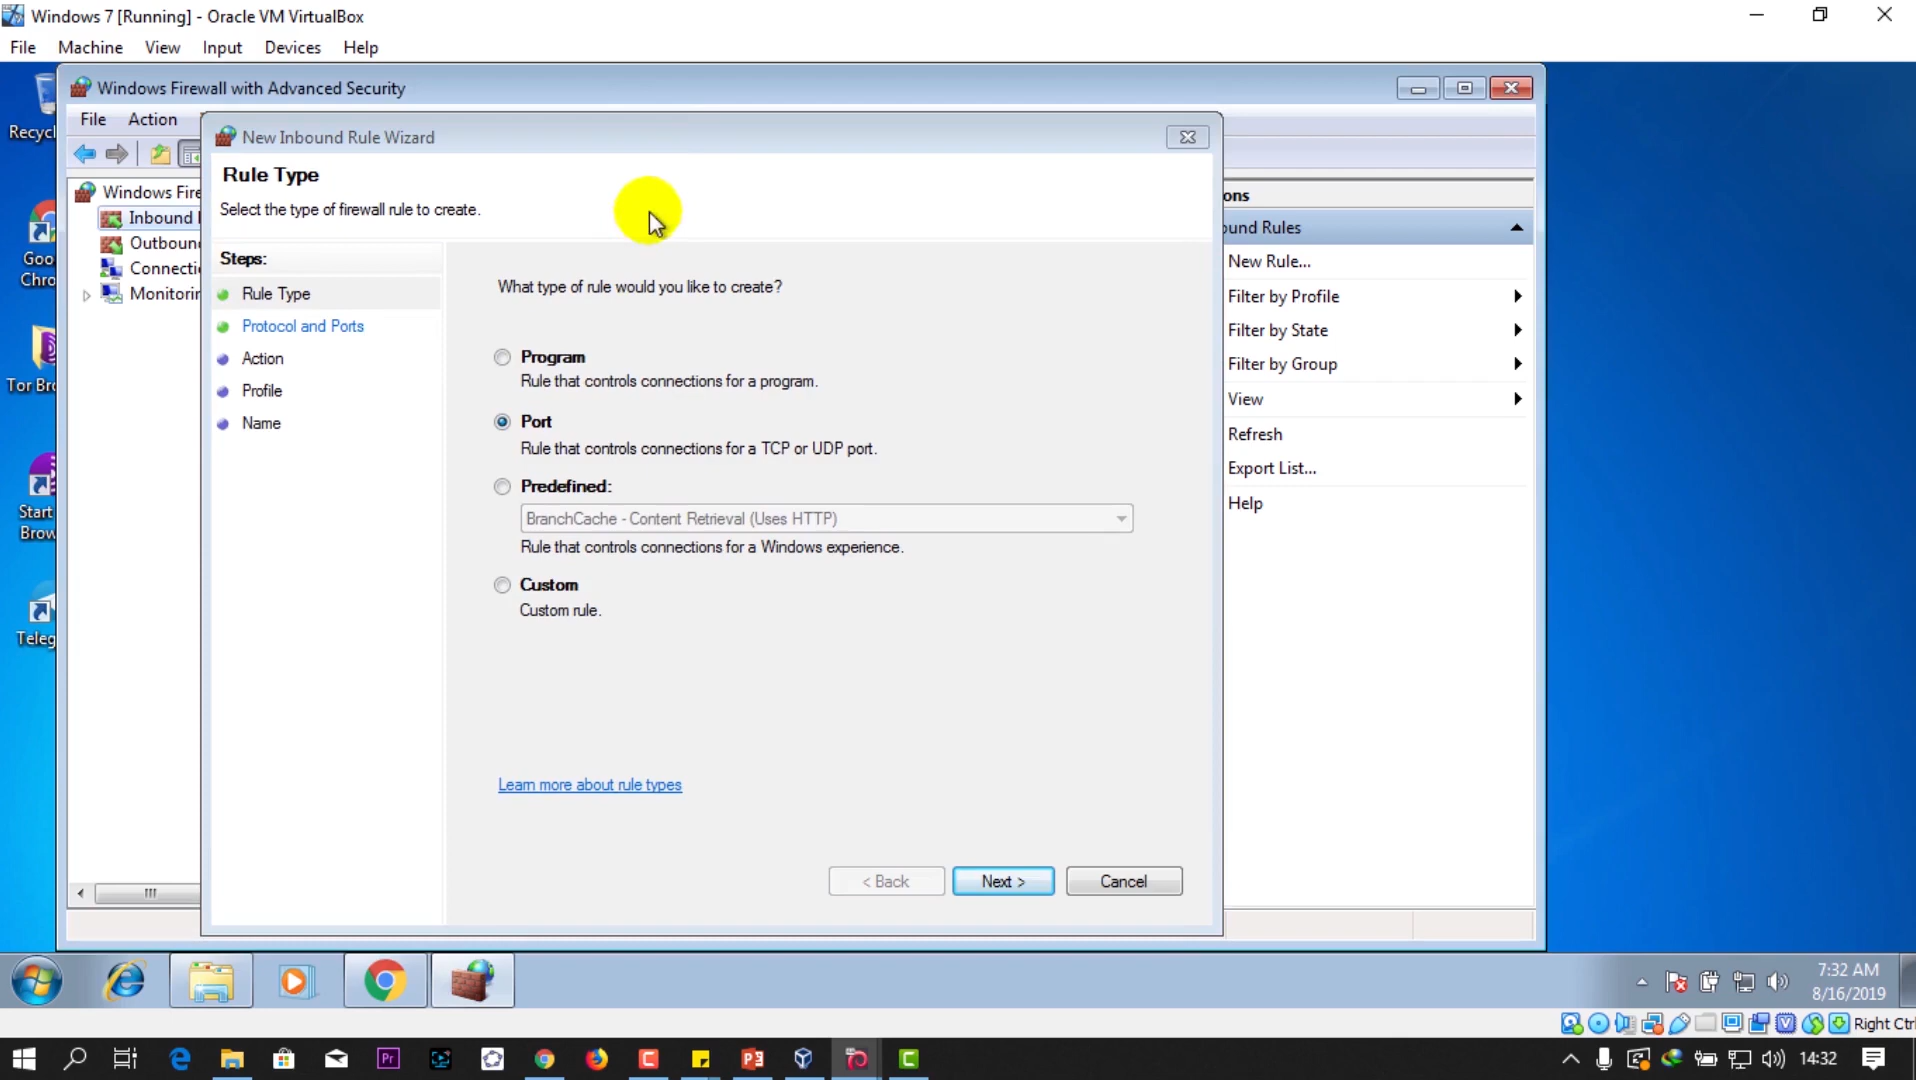 Windows 7 [Running] - Oracle VM VirtualBox
File Machine View Input Devices Help
Windows Firewall with Advanced Security
File Action
New Inbound Rule Wizard
Rule Type
Select the type of firewall rule to create.
Steps:
Rule Type
Protocol and Ports
Action
Profile
Name
What type of rule would you like to create?
Program
Rule that controls connections for a program.
Port
Rule that controls connections for a TCP or UDP port.
Predefined:
BranchCache - Content Retrieval (Uses HTTP)
Rule that controls connections for a Windows experience.
Custom
Custom rule.
Learn more about rule types
< Back Next > Cancel
Windows Fire
Inbound
Outboun
Connecti
Monitorin
ons
ound Rules
New Rule...
Filter by Profile
Filter by State
Filter by Group
View
Refresh
Export List...
Help
Recycl
Goo
Chro
Tor Bro
Start
Brow
Teleg
7:32 AM
8/16/2019
Right Ctrl
Pr
14:32